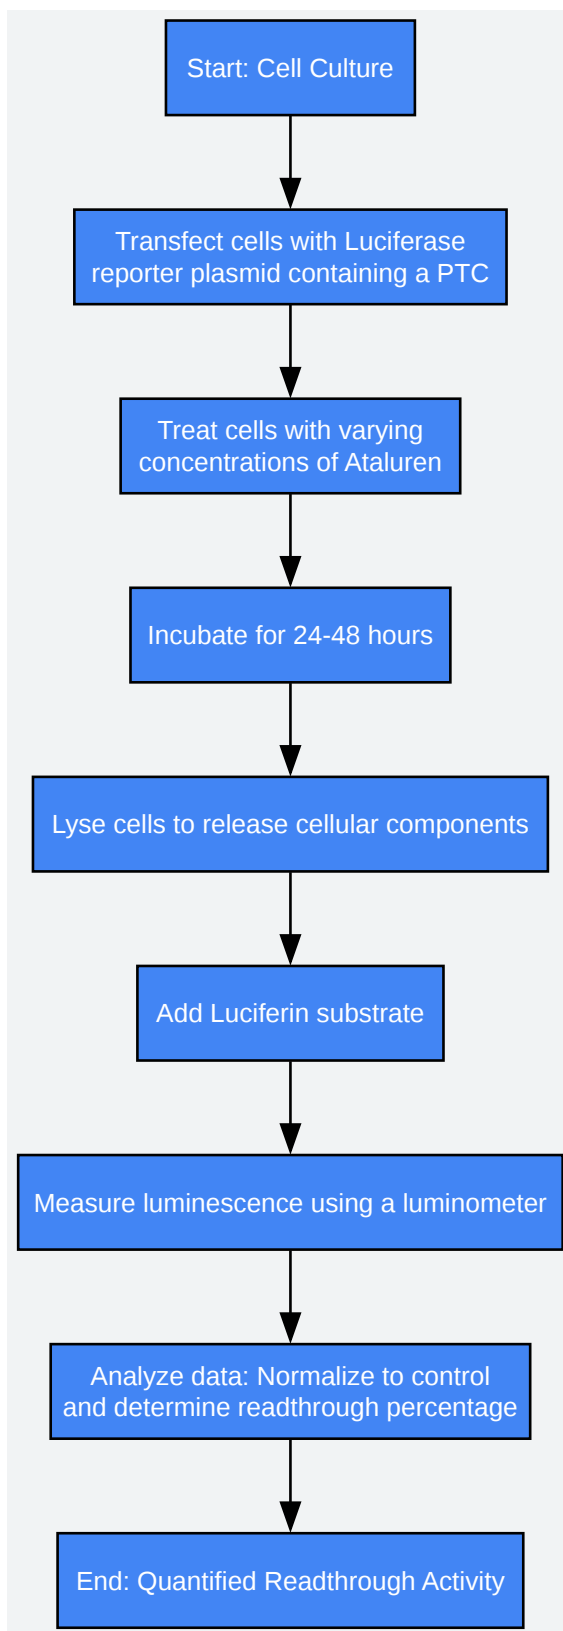 Start: Cell Culture
Transfect cells with Luciferase
reporter plasmid containing a PTC
Treat cells with varying
concentrations of Ataluren
Incubate for 24-48 hours
Lyse cells to release cellular components
Add Luciferin substrate
Measure luminescence using a luminometer
Analyze data: Normalize to control
and determine readthrough percentage
End: Quantified Readthrough Activity